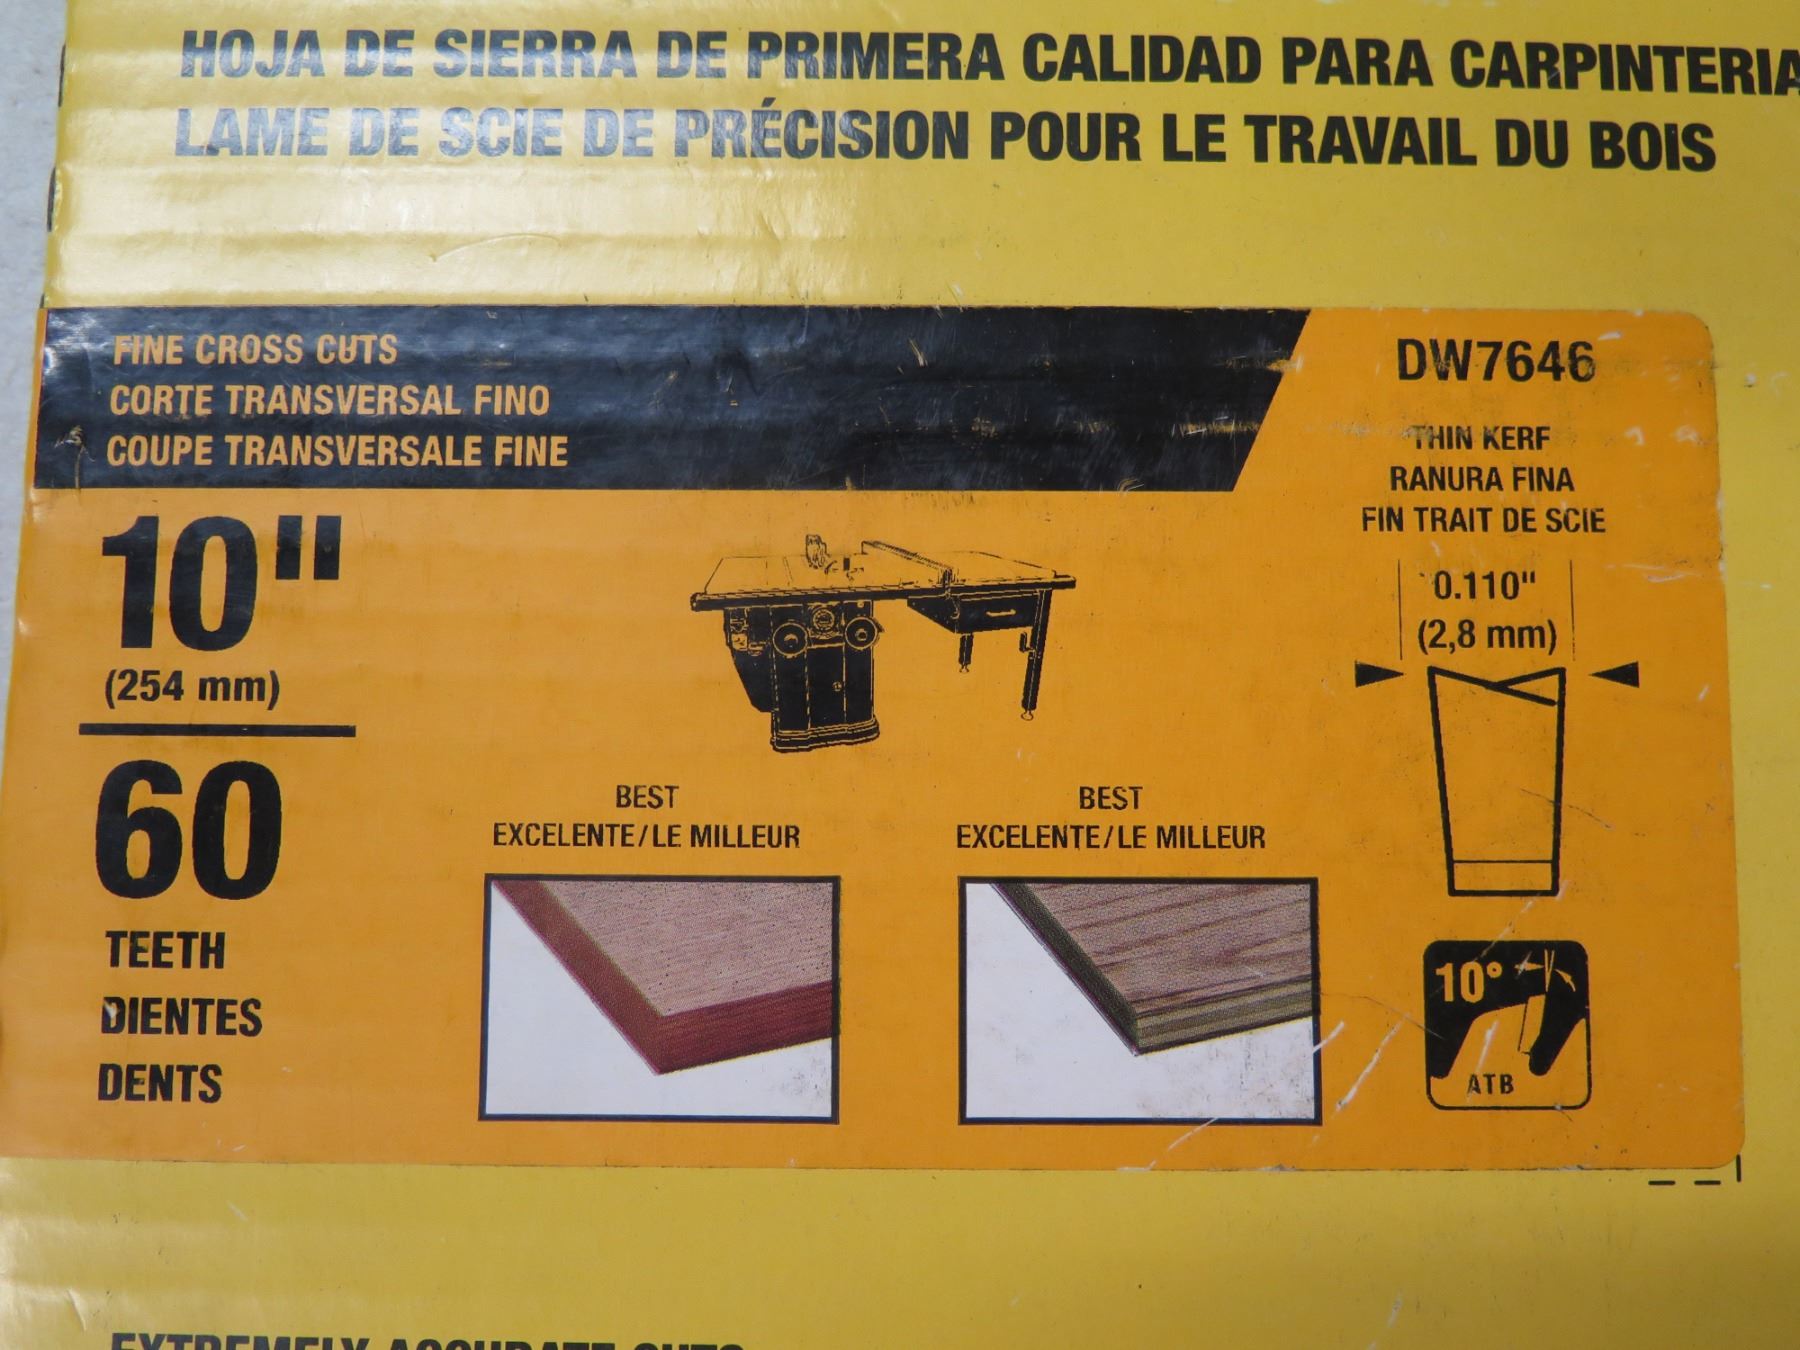 HOJA DE SIERRA DE PRIMERA CALIDAD PARA CARPINTERIA
LAME DE SCIE DE PRÉCISION POUR LE TRAVAIL DU BOIS
FINE CROSS CUTS
CORTE TRANSVERSAL FINO
COUPE TRANSVERSALE FINE
DW7646
THIN KERF
RANURA FINA
FIN TRAIT DE SCIE
0.110"
(2,8 mm)
10"
(254 mm)
60
TEETH
DIENTES
DENTS
BEST
EXCELENTE/LE MILLEUR
BEST
EXCELENTE/LE MILLEUR
10°
ATB
EXTREMELY ACCURATE CUTS